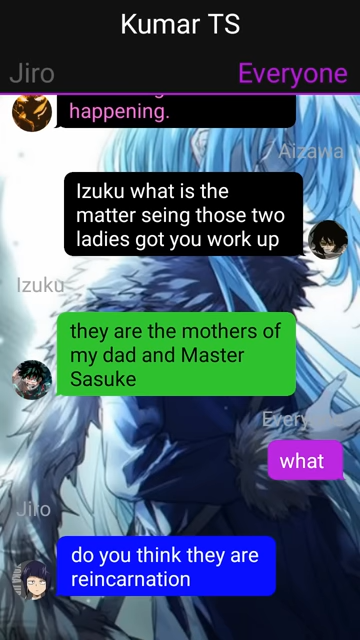 Kumar TS
Jiro
Everyone
happening.
Aizawa
Izuku what is the
matter seing those two
ladies got you work up
Izuku
they are the mothers of
my dad and Master
Sasuke
Every
what
Jiro
do you think they are
reincarnation